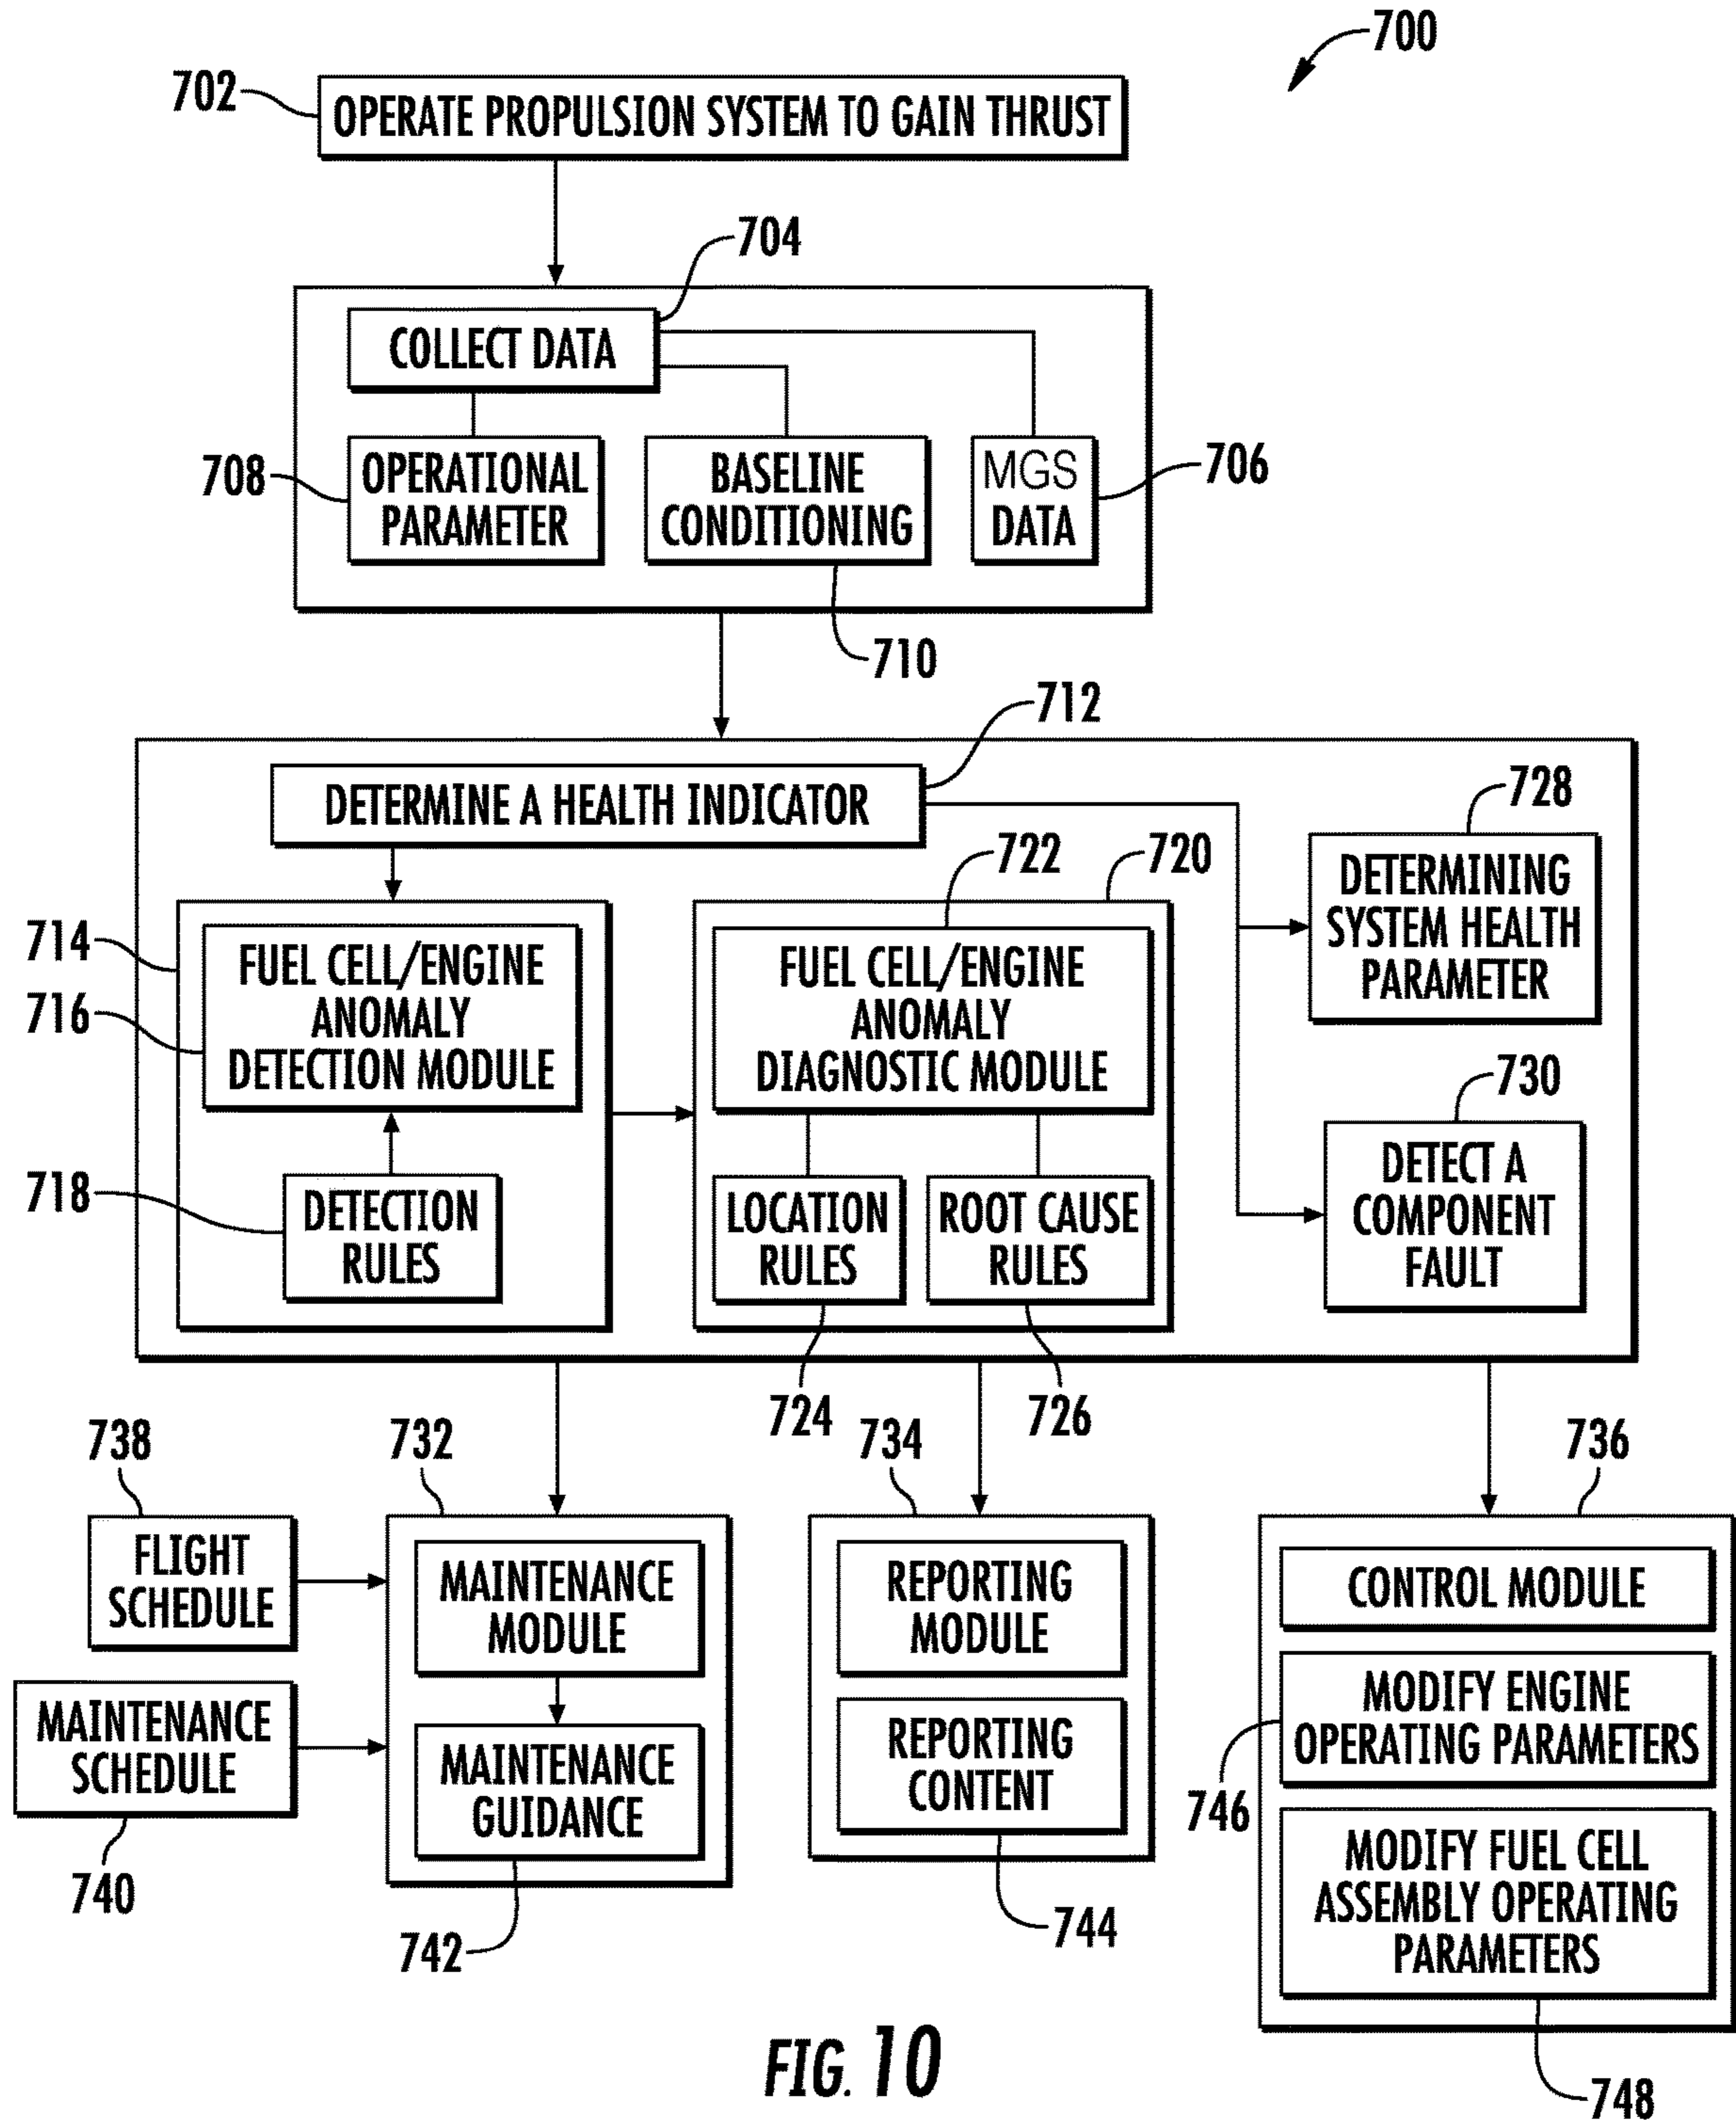 700
702
OPERATE PROPULSION SYSTEM TO GAIN THRUST
704
COLLECT DATA
708
OPERATIONAL
PARAMETER
BASELINE
CONDITIONING
MGS
DATA
706
710
712
DETERMINE A HEALTH INDICATOR
728
722
720
DETERMINING
SYSTEM HEALTH
PARAMETER
714
716
FUEL CELL/ENGINE
ANOMALY
DETECTION MODULE
FUEL CELL/ENGINE
ANOMALY
DIAGNOSTIC MODULE
730
718
DETECTION
RULES
LOCATION
RULES
ROOT CAUSE
RULES
DETECT A
COMPONENT
FAULT
724
726
738
732
734
736
FLIGHT
SCHEDULE
MAINTENANCE
MODULE
REPORTING
MODULE
CONTROL MODULE
MAINTENANCE
SCHEDULE
MAINTENANCE
GUIDANCE
REPORTING
CONTENT
MODIFY ENGINE
OPERATING PARAMETERS
746
MODIFY FUEL CELL
ASSEMBLY OPERATING
PARAMETERS
740
742
744
748
FIG. 10